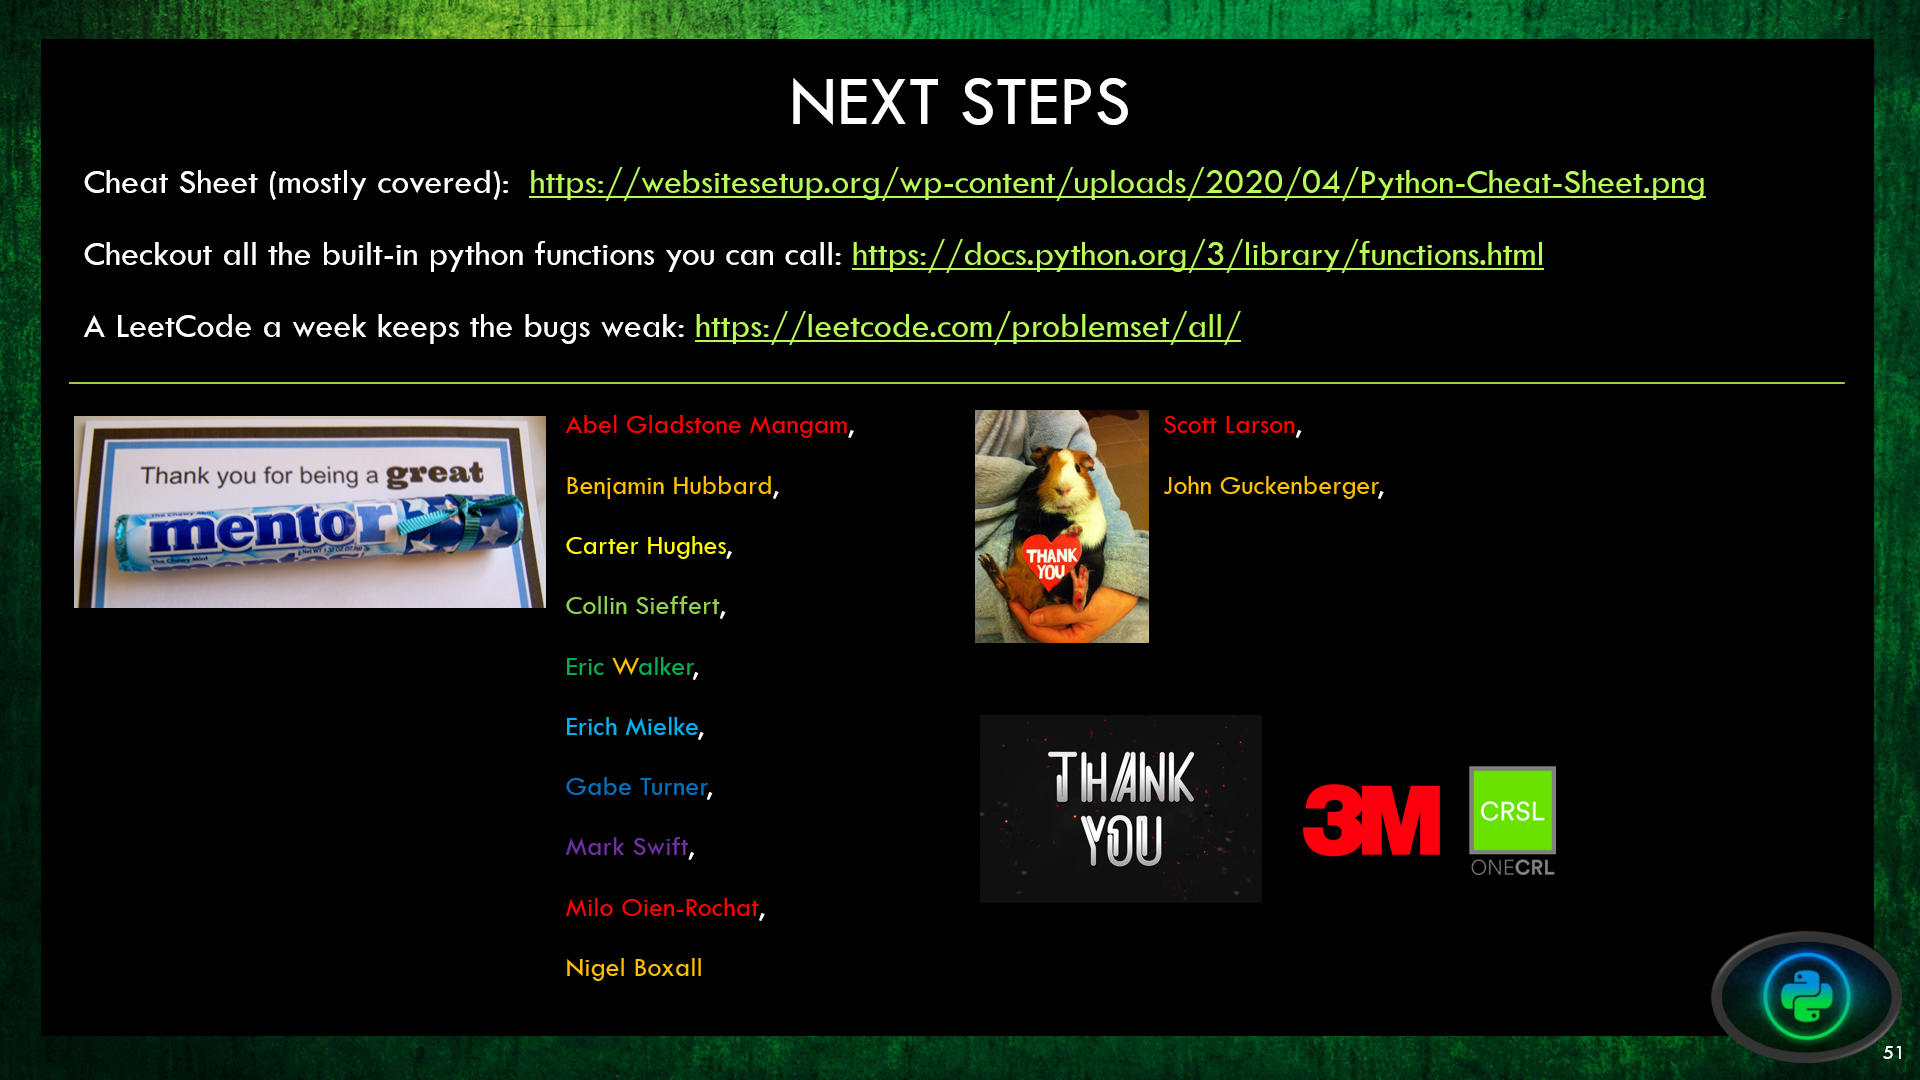 NEXT STEPS
Cheat Sheet (mostly covered): https://websitesetup.org/wp-content/uploads/2020/04/Python-Cheat-Sheet.png
Checkout all the built-in python functions you can call: https://docs.python.org/3/library/functions.html
A LeetCode a week keeps the bugs weak: https://leetcode.com/problemset/all/
Thank you for being a great
mentor
The Chewy Mint
Abel Gladstone Mangam,
Benjamin Hubbard,
Carter Hughes,
Collin Sieffert,
Eric Walker,
Erich Mielke,
Gabe Turner,
Mark Swift,
Milo Oien-Rochat,
Nigel Boxall
THANK
YOU
Scott Larson,
John Guckenberger,
THANK
YOU
3M
CRSL
ONECRL
51